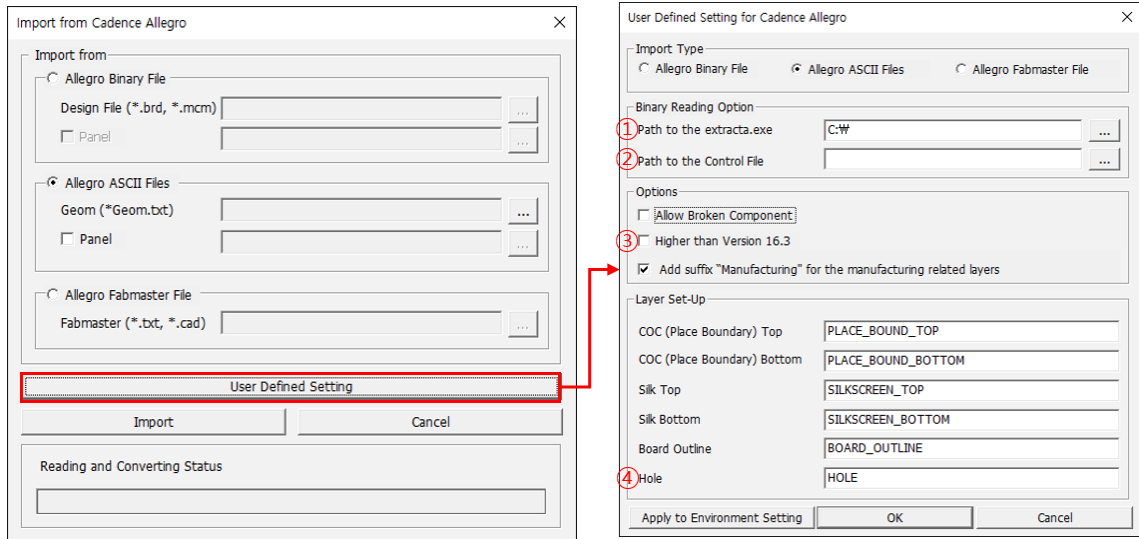 Import from Cadence Allegro
Import from
Allegro Binary File
Design File (*.brd, *.mcm)
...
Panel
...
Allegro ASCII Files
Geom (*Geom.txt)
...
Panel
...
Allegro Fabmaster File
Fabmaster (*.txt, *.cad)
...
User Defined Setting
Import
Cancel
Reading and Converting Status
User Defined Setting for Cadence Allegro
Import Type
Allegro Binary File
Allegro ASCII Files
Allegro Fabmaster File
Binary Reading Option
① Path to the extracta.exe
C:₩
...
② Path to the Control File
...
Options
Allow Broken Component
③ Higher than Version 16.3
Add suffix "Manufacturing" for the manufacturing related layers
Layer Set-Up
COC (Place Boundary) Top
PLACE_BOUND_TOP
COC (Place Boundary) Bottom
PLACE_BOUND_BOTTOM
Silk Top
SILKSCREEN_TOP
Silk Bottom
SILKSCREEN_BOTTOM
Board Outline
BOARD_OUTLINE
④ Hole
HOLE
Apply to Environment Setting
OK
Cancel